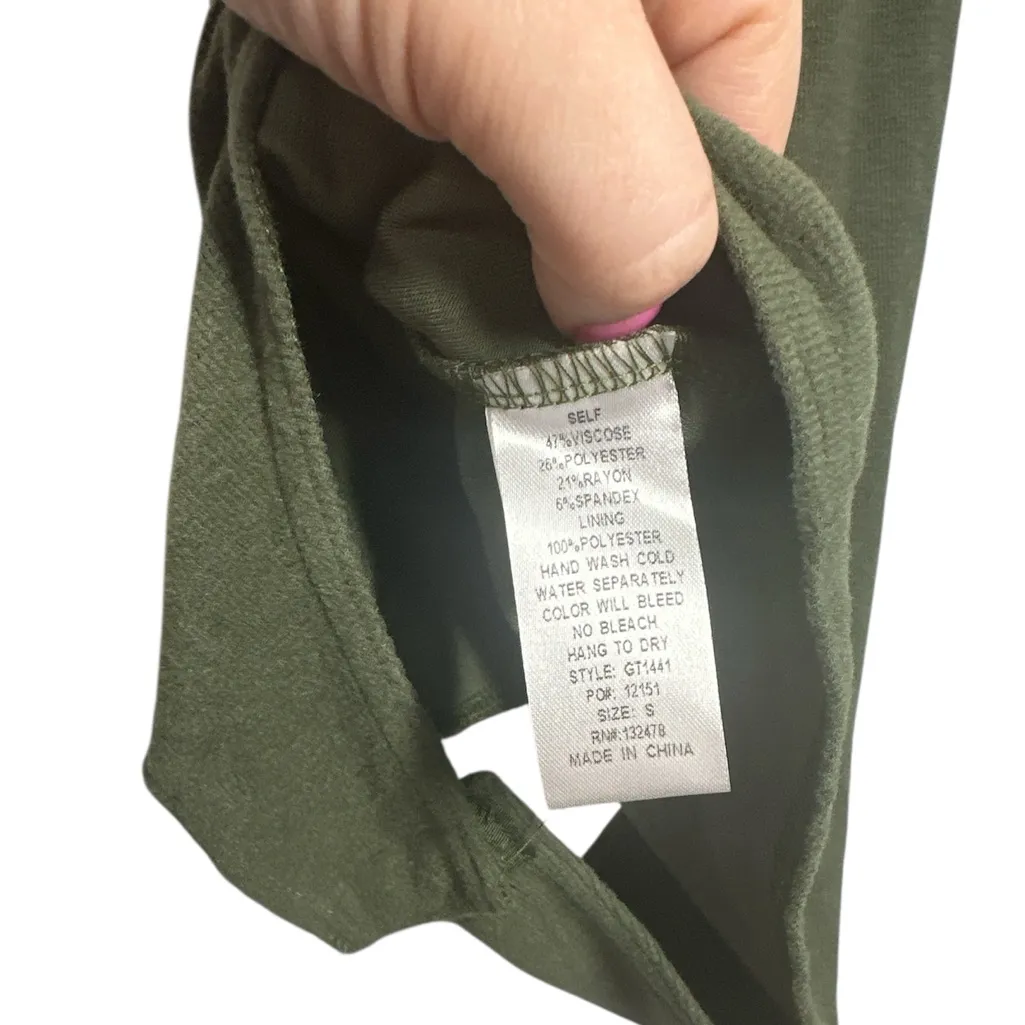 SELF
47%VISCOSE
26%POLYESTER
21%RAYON
6%SPANDEX
LINING
100%POLYESTER
HAND WASH COLD
WATER SEPARATELY
COLOR WILL BLEED
NO BLEACH
HANG TO DRY
STYLE: GT1441
PO#: 12151
SIZE: S
RN#:132478
MADE IN CHINA